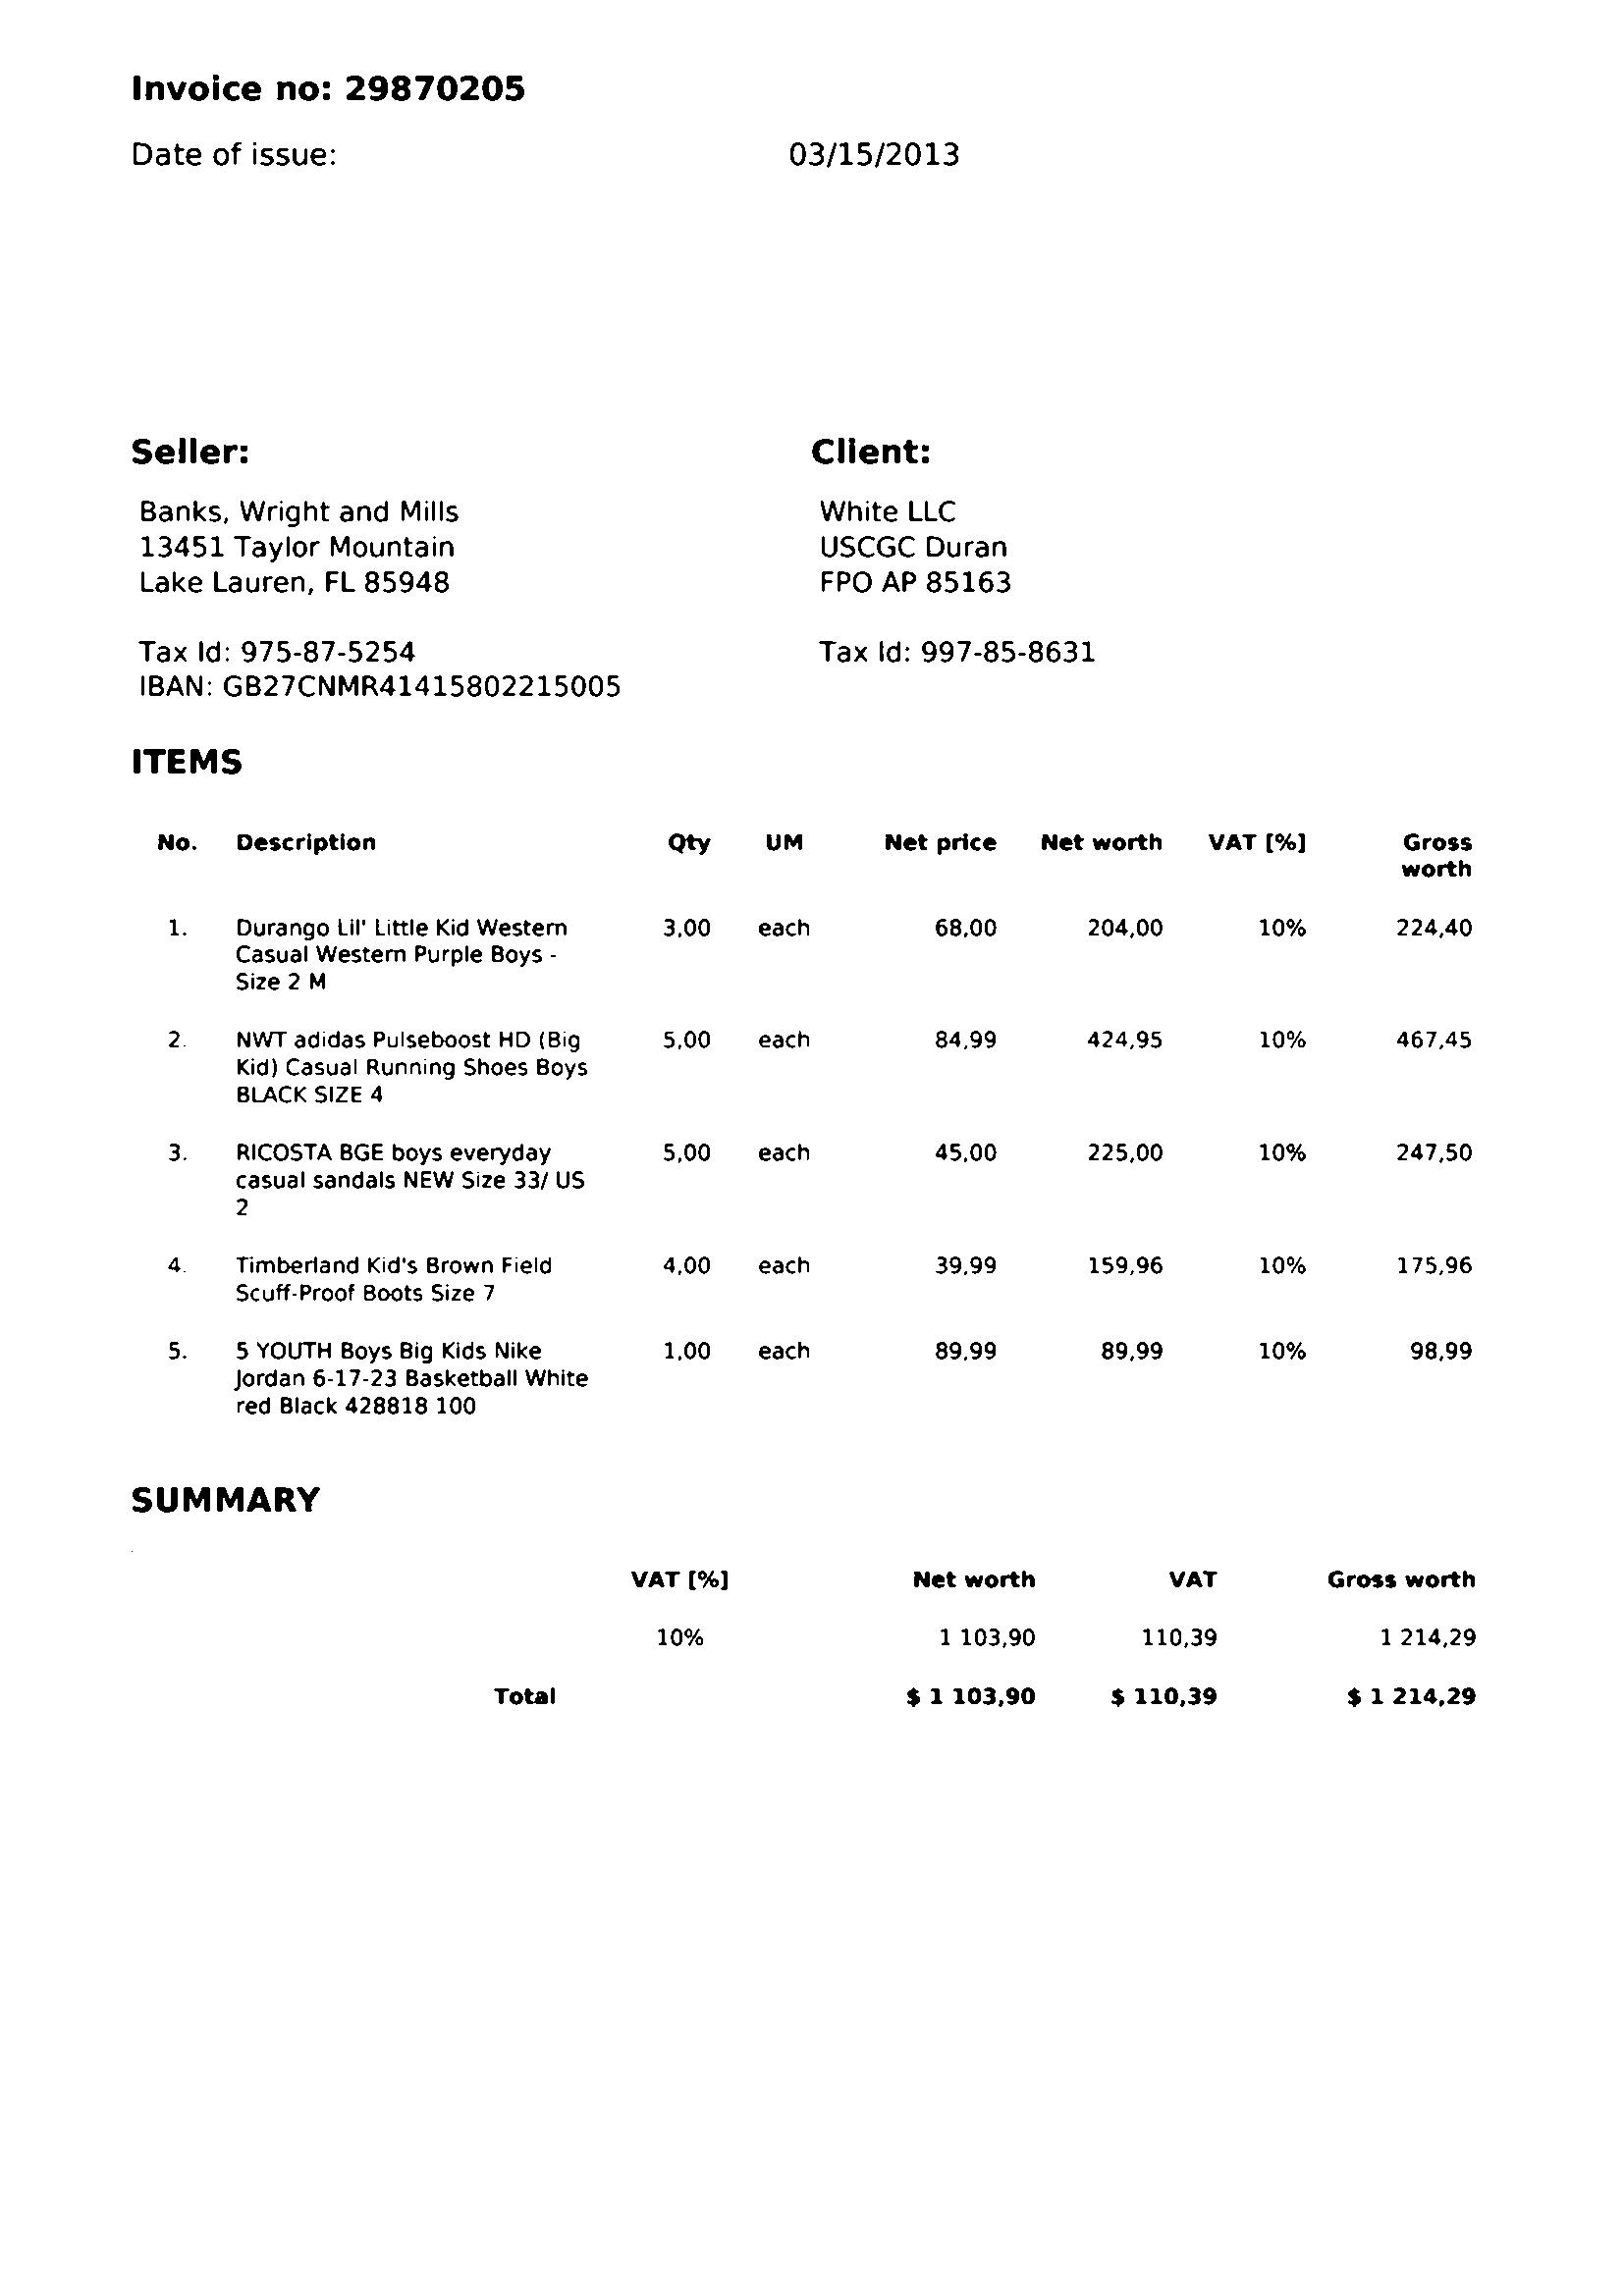 Invoice no: 29870205
Date of issue: 03/15/2013
Seller: Client:
Banks, Wright and Mills White LLC
13451 Taylor Mountain USCGC Duran
Lake Lauren, FL 85948 FPO AP 85163
Tax Id: 975-87-5254 Tax Id: 997-85-8631
IBAN: GB27CNMR41415802215005
ITEMS
No. Description Qty UM Net price Net worth VAT [%] Gross
worth
1. Durango Lil' Little Kid Western 3,00 each 68,00 204,00 10% 224,40
Casual Western Purple Boys -
Size 2 M
2. NWT adidas Pulseboost HD (Big 5,00 each 84,99 424,95 10% 467,45
Kid) Casual Running Shoes Boys
BLACK SIZE 4
3. RICOSTA BGE boys everyday 5,00 each 45,00 225,00 10% 247,50
casual sandals NEW Size 33/ US
2
4. Timberland Kid's Brown Field 4,00 each 39,99 159,96 10% 175,96
Scuff-Proof Boots Size 7
5. 5 YOUTH Boys Big Kids Nike 1,00 each 89,99 89,99 10% 98,99
Jordan 6-17-23 Basketball White
red Black 428818 100
SUMMARY
VAT [%] Net worth VAT Gross worth
10% 1 103,90 110,39 1 214,29
Total $ 1 103,90 $ 110,39 $ 1 214,29